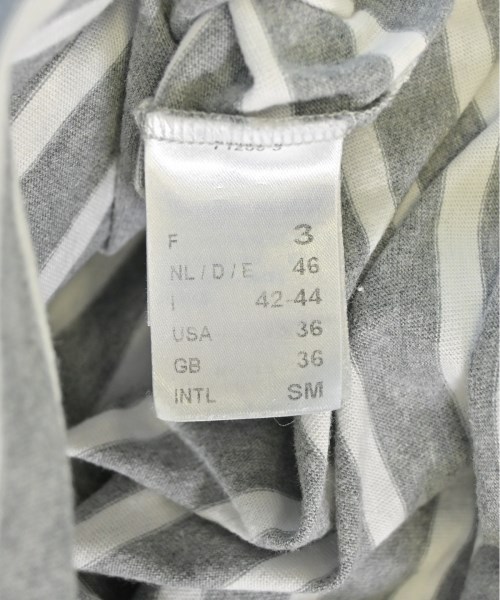 F 3
NL / D / E 46
I 42-44
USA 36
GB 36
INTL SM